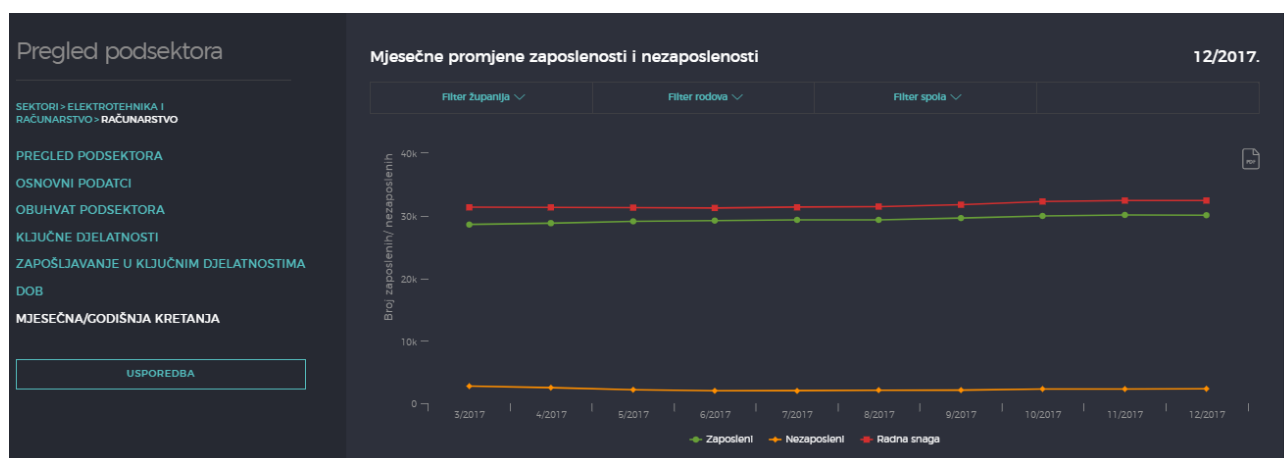 Pregled podsektora
SEKTORI > ELEKTROTEHNIKA I
RAČUNARSTVO > RAČUNARSTVO
PREGLED PODSEKTORA
OSNOVNI PODATCI
OBUHVAT PODSEKTORA
KLJUČNE DJELATNOSTI
ZAPOŠLJAVANJE U KLJUČNIM DJELATNOSTIMA
DOB
MJESEČNA/GODIŠNJA KRETANJA
USPOREDBA
Mjesečne promjene zaposlenosti i nezaposlenosti
12/2017.
Filter županija
Filter rodova
Filter spola
PDF
Broj zaposlenih/ nezaposlenih
40k
30k
20k
10k
0
3/2017 4/2017 5/2017 6/2017 7/2017 8/2017 9/2017 10/2017 11/2017 12/2017
Zaposleni Nezaposleni Radna snaga